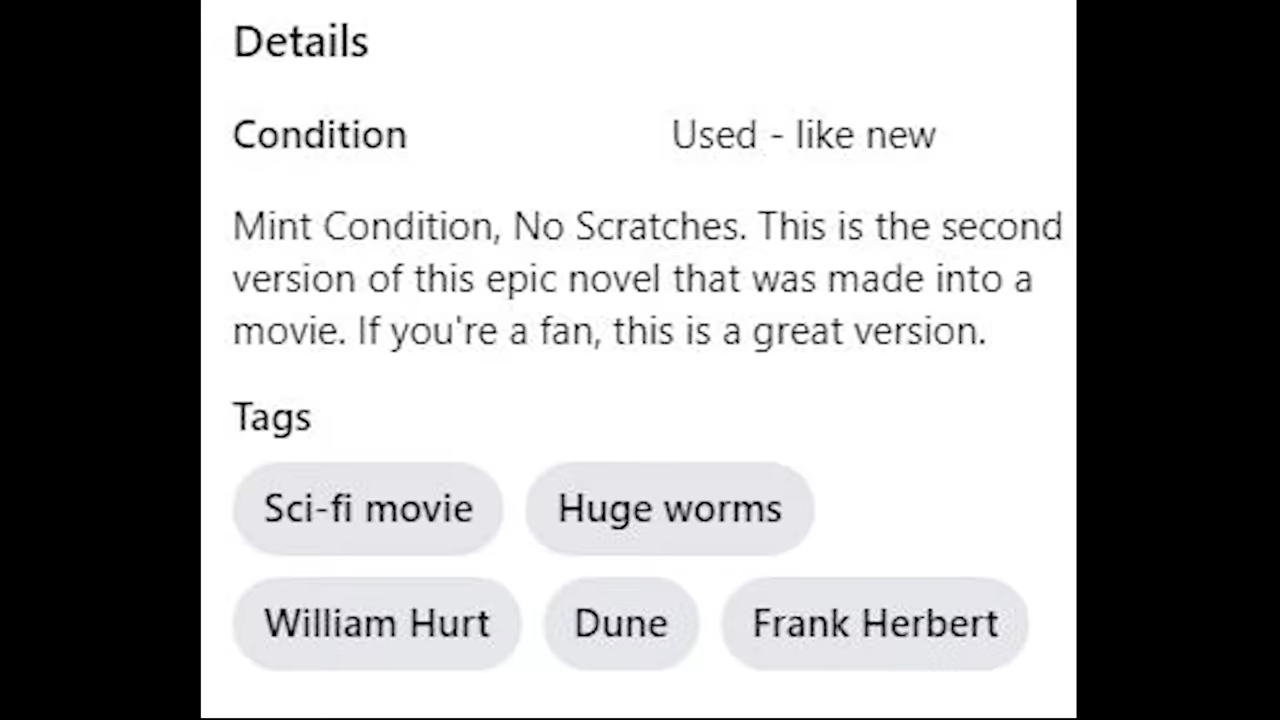 Details
Condition Used - like new
Mint Condition, No Scratches. This is the second
version of this epic novel that was made into a
movie. If you're a fan, this is a great version.
Tags
Sci-fi movie Huge worms
William Hurt Dune Frank Herbert